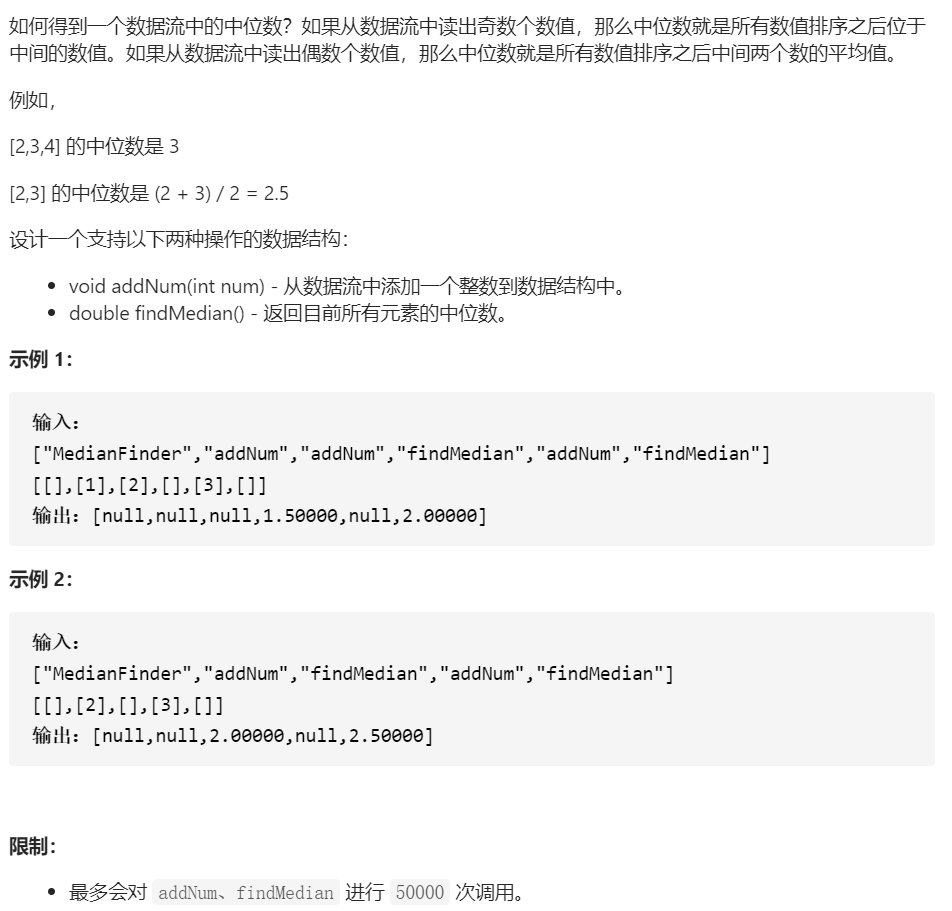 如何得到一个数据流中的中位数？如果从数据流中读出奇数个数值，那么中位数就是所有数值排序之后位于
中间的数值。如果从数据流中读出偶数个数值，那么中位数就是所有数值排序之后中间两个数的平均值。
例如，
[2,3,4] 的中位数是 3
[2,3] 的中位数是 (2 + 3) / 2 = 2.5
设计一个支持以下两种操作的数据结构：
• void addNum(int num) - 从数据流中添加一个整数到数据结构中。
• double findMedian() - 返回目前所有元素的中位数。
示例 1：
输入：
["MedianFinder","addNum","addNum","findMedian","addNum","findMedian"]
[[],[1],[2],[],[3],[]]
输出：[null,null,null,1.50000,null,2.00000]
示例 2：
输入：
["MedianFinder","addNum","findMedian","addNum","findMedian"]
[[],[2],[],[3],[]]
输出：[null,null,2.00000,null,2.50000]
限制：
• 最多会对 addNum、findMedian 进行 50000 次调用。